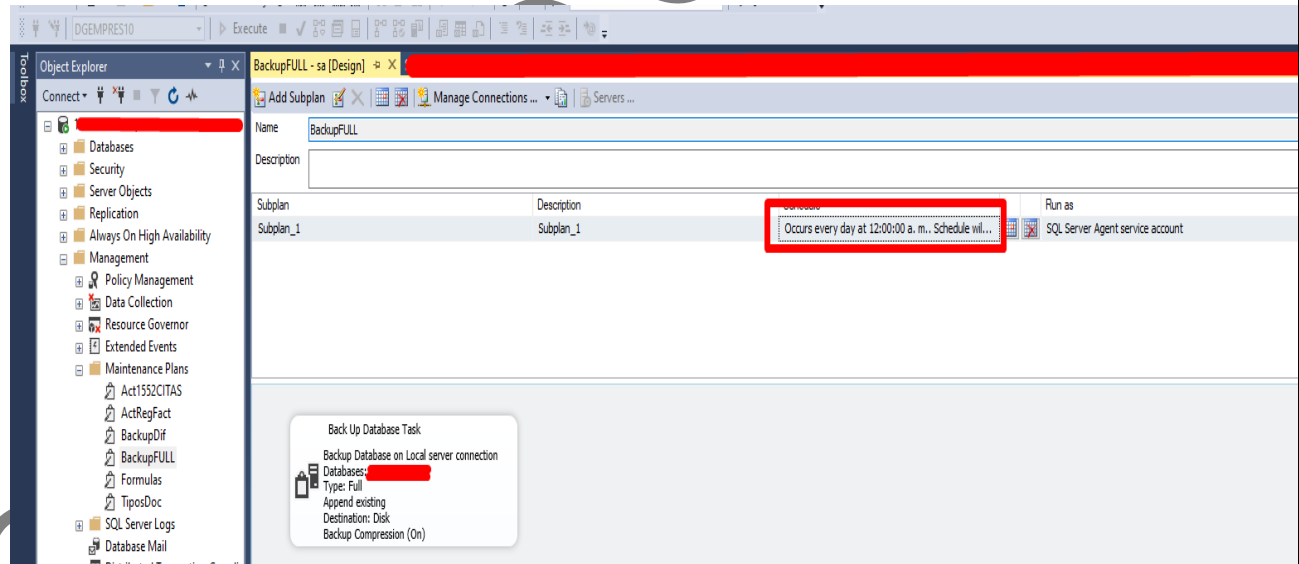 DGEMPRES10
Execute
Toolbox
Object Explorer
BackupFULL - sa [Design]
Connect
Add Subplan
Manage Connections ...
Servers ...
Name
BackupFULL
Databases
Description
Security
Server Objects
Subplan
Description
Run as
Replication
Subplan_1
Subplan_1
Occurs every day at 12:00:00 a. m.. Schedule wil...
SQL Server Agent service account
Always On High Availability
Management
Policy Management
Data Collection
Resource Governor
Extended Events
Maintenance Plans
Act1552CITAS
ActRegFact
BackupDif
BackupFULL
Formulas
TiposDoc
SQL Server Logs
Database Mail
Back Up Database Task
Backup Database on Local server connection
Databases:
Type: Full
Append existing
Destination: Disk
Backup Compression (On)